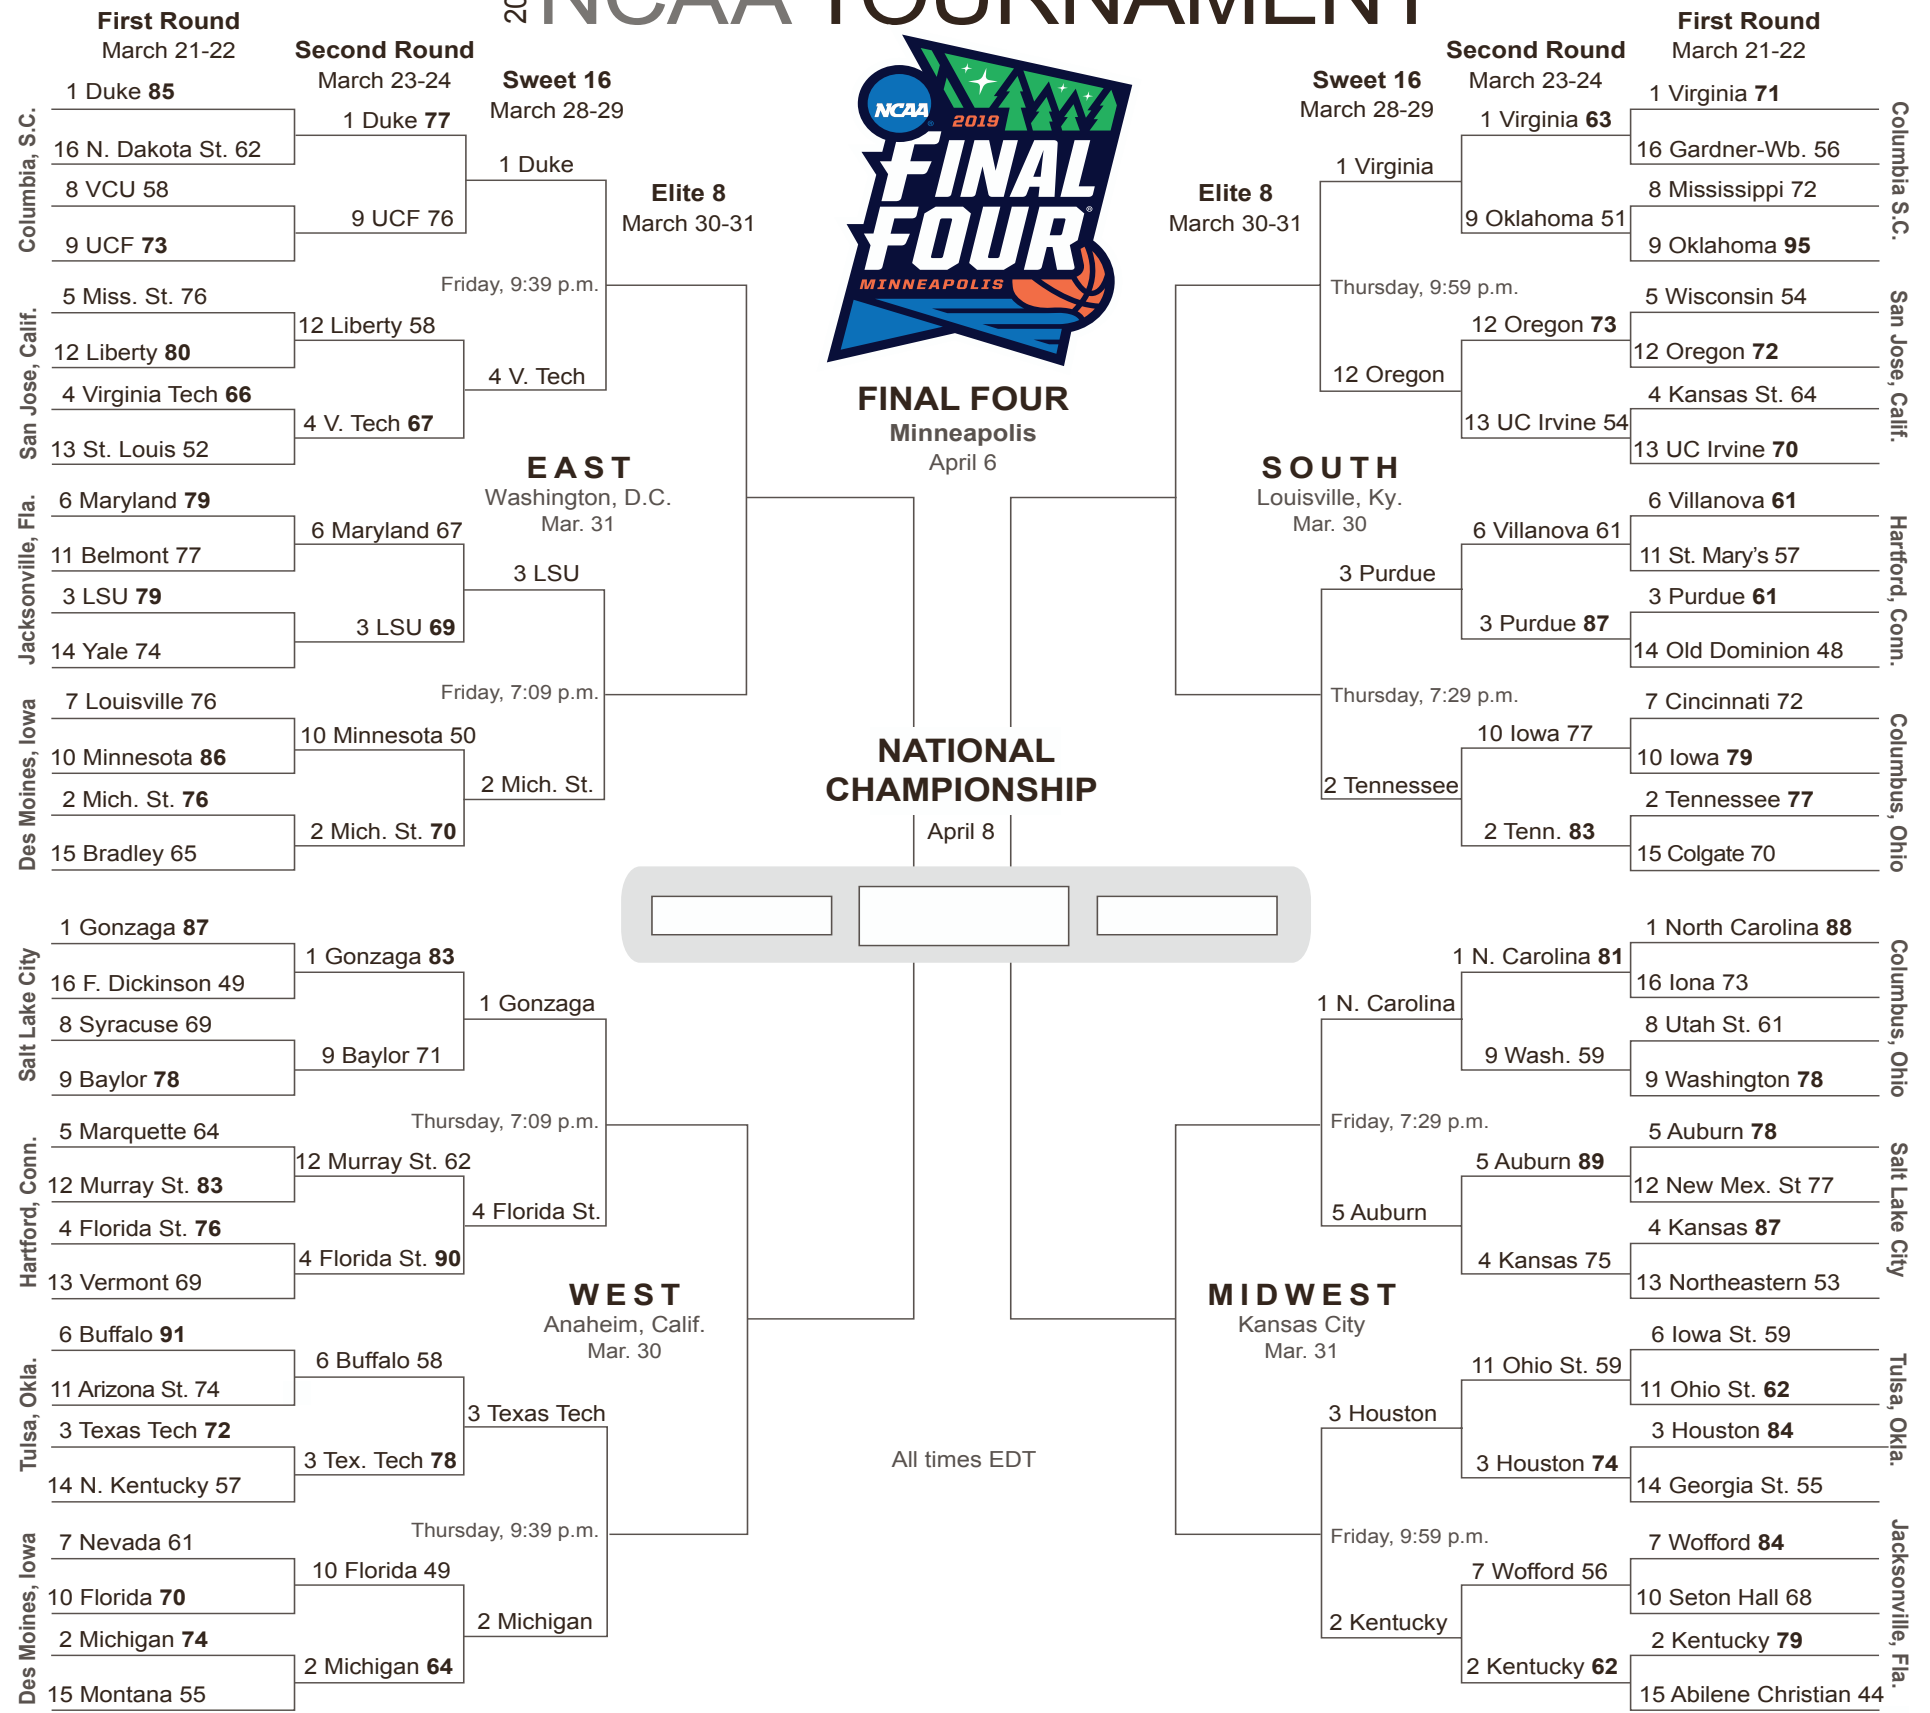 20
NCAA TOURNAMENT
First Round
March 21-22
Second Round
March 23-24
Sweet 16
March 28-29
Elite 8
March 30-31
NCAA
2019
FINAL
FOUR
MINNEAPOLIS
Elite 8
March 30-31
Sweet 16
March 28-29
Second Round
March 23-24
First Round
March 21-22
Columbia, S.C.
1 Duke 85
16 N. Dakota St. 62
8 VCU 58
9 UCF 73
San Jose, Calif.
5 Miss. St. 76
12 Liberty 80
4 Virginia Tech 66
13 St. Louis 52
Jacksonville, Fla.
6 Maryland 79
11 Belmont 77
3 LSU 79
14 Yale 74
Des Moines, Iowa
7 Louisville 76
10 Minnesota 86
2 Mich. St. 76
15 Bradley 65
1 Duke 77
9 UCF 76
12 Liberty 58
4 V. Tech 67
6 Maryland 67
3 LSU 69
10 Minnesota 50
2 Mich. St. 70
1 Duke
Friday, 9:39 p.m.
4 V. Tech
EAST
Washington, D.C.
Mar. 31
3 LSU
Friday, 7:09 p.m.
2 Mich. St.
FINAL FOUR
Minneapolis
April 6
NATIONAL
CHAMPIONSHIP
April 8
1 Virginia
Thursday, 9:59 p.m.
12 Oregon
SOUTH
Louisville, Ky.
Mar. 30
3 Purdue
Thursday, 7:29 p.m.
2 Tennessee
1 Virginia 63
9 Oklahoma 51
12 Oregon 73
13 UC Irvine 54
6 Villanova 61
3 Purdue 87
10 Iowa 77
2 Tenn. 83
1 Virginia 71
16 Gardner-Wb. 56
8 Mississippi 72
9 Oklahoma 95
Columbia S.C.
5 Wisconsin 54
12 Oregon 72
4 Kansas St. 64
13 UC Irvine 70
San Jose, Calif.
6 Villanova 61
11 St. Mary’s 57
3 Purdue 61
14 Old Dominion 48
Hartford, Conn.
7 Cincinnati 72
10 Iowa 79
2 Tennessee 77
15 Colgate 70
Columbus, Ohio
Salt Lake City
1 Gonzaga 87
16 F. Dickinson 49
8 Syracuse 69
9 Baylor 78
Hartford, Conn.
5 Marquette 64
12 Murray St. 83
4 Florida St. 76
13 Vermont 69
Tulsa, Okla.
6 Buffalo 91
11 Arizona St. 74
3 Texas Tech 72
14 N. Kentucky 57
Des Moines, Iowa
7 Nevada 61
10 Florida 70
2 Michigan 74
15 Montana 55
1 Gonzaga 83
9 Baylor 71
12 Murray St. 62
4 Florida St. 90
6 Buffalo 58
3 Tex. Tech 78
10 Florida 49
2 Michigan 64
1 Gonzaga
Thursday, 7:09 p.m.
4 Florida St.
WEST
Anaheim, Calif.
Mar. 30
3 Texas Tech
Thursday, 9:39 p.m.
2 Michigan
All times EDT
1 N. Carolina
Friday, 7:29 p.m.
5 Auburn
MIDWEST
Kansas City
Mar. 31
3 Houston
Friday, 9:59 p.m.
2 Kentucky
1 N. Carolina 81
9 Wash. 59
5 Auburn 89
4 Kansas 75
11 Ohio St. 59
3 Houston 74
7 Wofford 56
2 Kentucky 62
1 North Carolina 88
16 Iona 73
8 Utah St. 61
9 Washington 78
Columbus, Ohio
5 Auburn 78
12 New Mex. St 77
4 Kansas 87
13 Northeastern 53
Salt Lake City
6 Iowa St. 59
11 Ohio St. 62
3 Houston 84
14 Georgia St. 55
Tulsa, Okla.
7 Wofford 84
10 Seton Hall 68
2 Kentucky 79
15 Abilene Christian 44
Jacksonville, Fla.